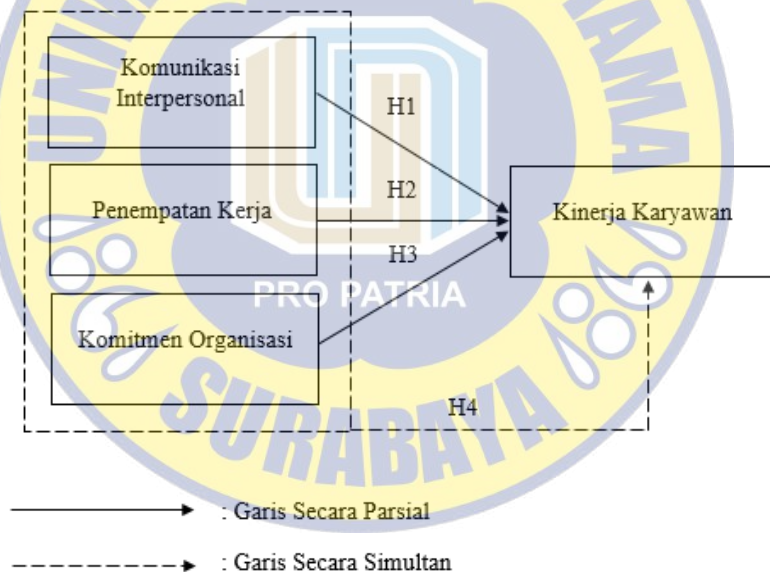 Komunikasi
Interpersonal
H1
H2
Penempatan Kerja
Kinerja Karyawan
H3
PRO PATRIA
Komitmen Organisasi
H4
SURABAYA
: Garis Secara Parsial
: Garis Secara Simultan